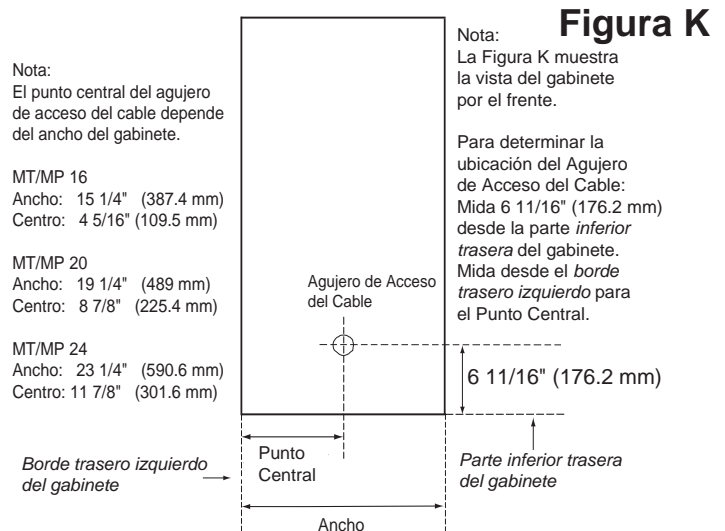 Figura K
Nota:
El punto central del agujero
de acceso del cable depende
del ancho del gabinete.
MT/MP 16
Ancho: 15 1/4" (387.4 mm)
Centro: 4 5/16" (109.5 mm)
MT/MP 20
Ancho: 19 1/4" (489 mm)
Centro: 8 7/8" (225.4 mm)
MT/MP 24
Ancho: 23 1/4" (590.6 mm)
Centro: 11 7/8" (301.6 mm)
Nota:
La Figura K muestra
la vista del gabinete
por el frente.
Para determinar la
ubicación del Agujero
de Acceso del Cable:
Mida 6 11/16" (176.2 mm)
desde la parte inferior
trasera del gabinete.
Mida desde el borde
trasero izquierdo para
el Punto Central.
Agujero de Acceso
del Cable
6 11/16" (176.2 mm)
Borde trasero izquierdo
del gabinete
Punto
Central
Parte inferior trasera
del gabinete
Ancho